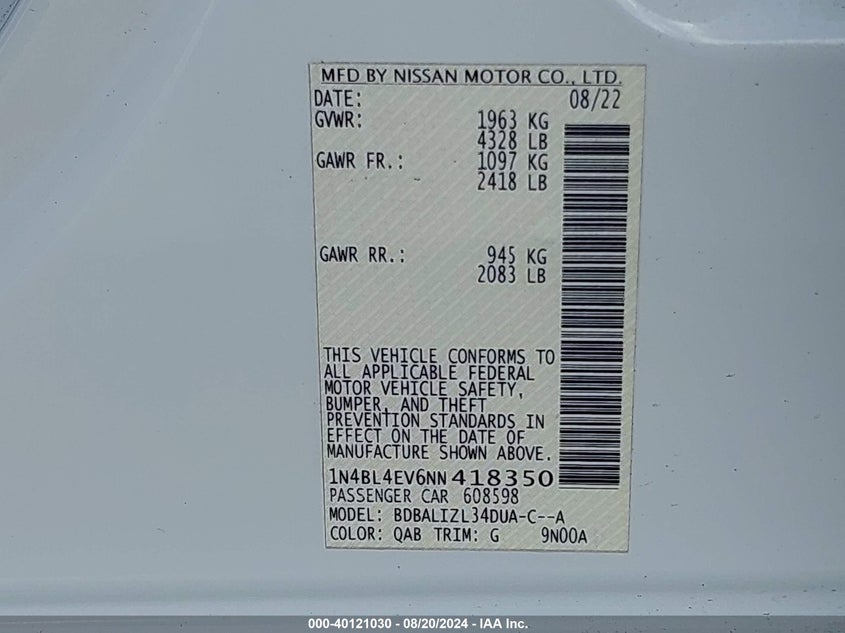 MFD BY NISSAN MOTOR CO., LTD.
DATE: 08/22
GVWR: 1963 KG
4328 LB
GAWR FR.: 1097 KG
2418 LB
GAWR RR.: 945 KG
2083 LB
THIS VEHICLE CONFORMS TO
ALL APPLICABLE FEDERAL
MOTOR VEHICLE SAFETY,
BUMPER, AND THEFT
PREVENTION STANDARDS IN
EFFECT ON THE DATE OF
MANUFACTURE SHOWN ABOVE.
1N4BL4EV6NN418350
PASSENGER CAR 608598
MODEL: BDBALIZL34DUA-C--A
COLOR: QAB TRIM: G 9N00A
000-40121030 - 08/20/2024 - IAA Inc.